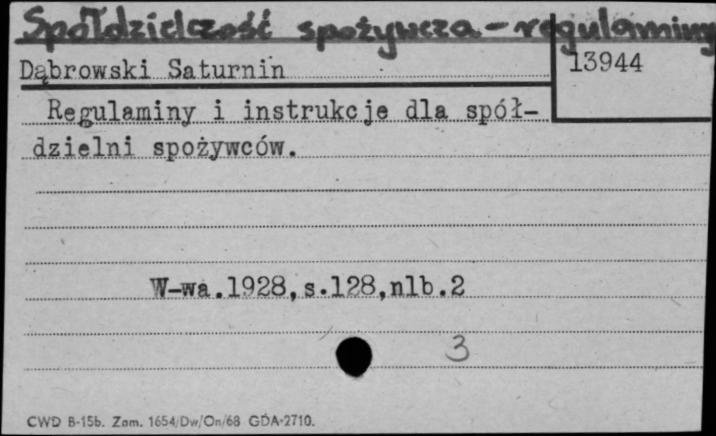 Spółdzielczość spożywcza - regulaminy
Dąbrowski Saturnin
13944
Regulaminy i instrukcje dla spół-
dzielni spożywców.
W-wa.1928,s.128,nlb.2
3
CWD B-15b. Zam. 1654/Dw/On/68 GDA-2710.